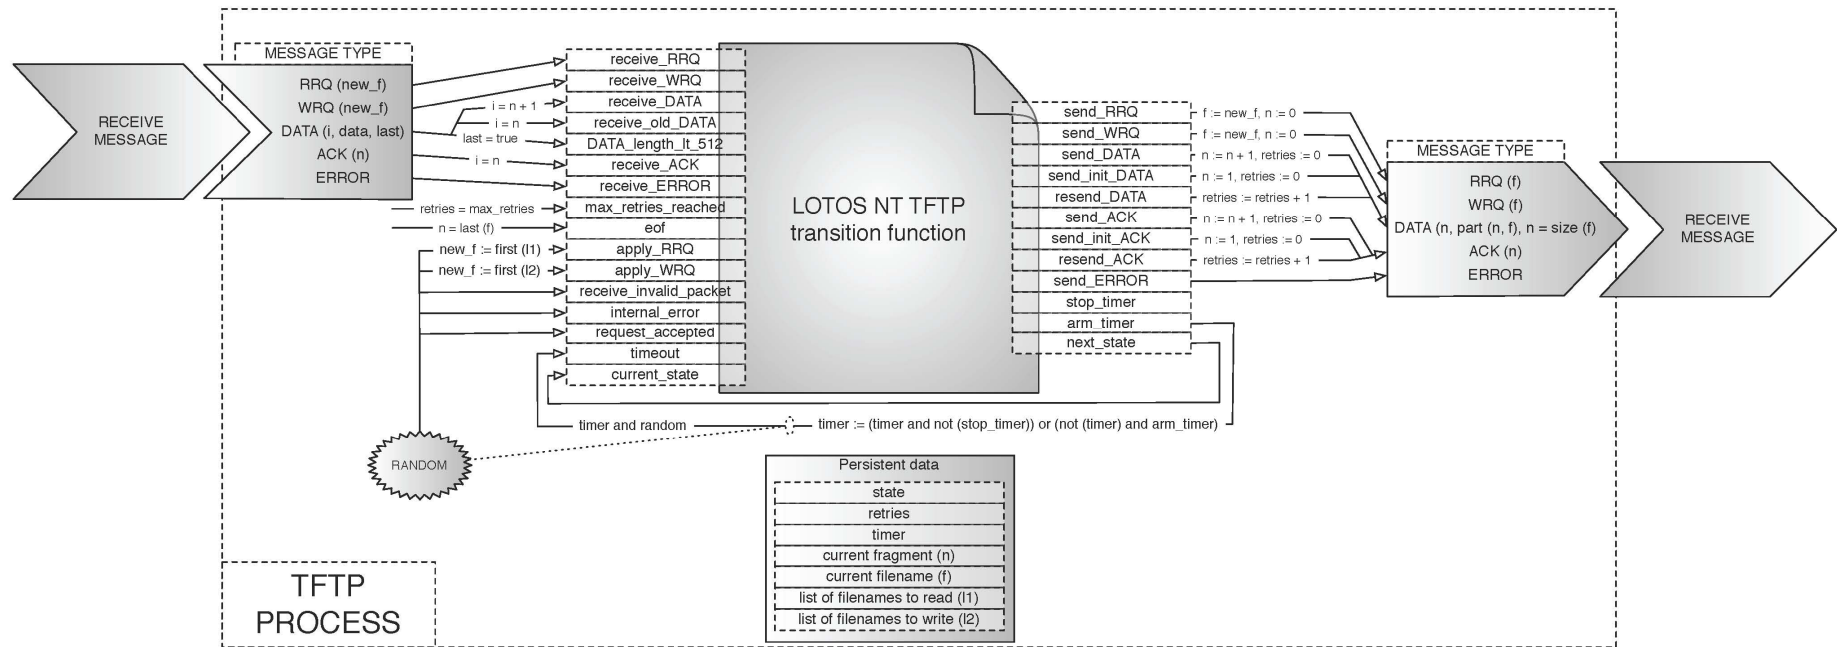 RECEIVE
MESSAGE
MESSAGE TYPE
RRQ (new_f)
WRQ (new_f)
DATA (i, data, last)
ACK (n)
ERROR
i = n + 1
i = n
last = true
i = n
retries = max_retries
n = last (f)
new_f := first (l1)
new_f := first (l2)
receive_RRQ
receive_WRQ
receive_DATA
receive_old_DATA
DATA_length_lt_512
receive_ACK
receive_ERROR
max_retries_reached
eof
apply_RRQ
apply_WRQ
receive_invalid_packet
internal_error
request_accepted
timeout
current_state
LOTOS NT TFTP
transition function
send_RRQ
send_WRQ
send_DATA
send_init_DATA
resend_DATA
send_ACK
send_init_ACK
resend_ACK
send_ERROR
stop_timer
arm_timer
next_state
f := new_f, n := 0
f := new_f, n := 0
n := n + 1, retries := 0
n := 1, retries := 0
retries := retries + 1
n := n + 1, retries := 0
n := 1, retries := 0
retries := retries + 1
MESSAGE TYPE
RRQ (f)
WRQ (f)
DATA (n, part (n, f), n = size (f)
ACK (n)
ERROR
RECEIVE
MESSAGE
timer and random
timer := (timer and not (stop_timer)) or (not (timer) and arm_timer)
RANDOM
Persistent data
state
retries
timer
current fragment (n)
current filename (f)
list of filenames to read (l1)
list of filenames to write (l2)
TFTP
PROCESS